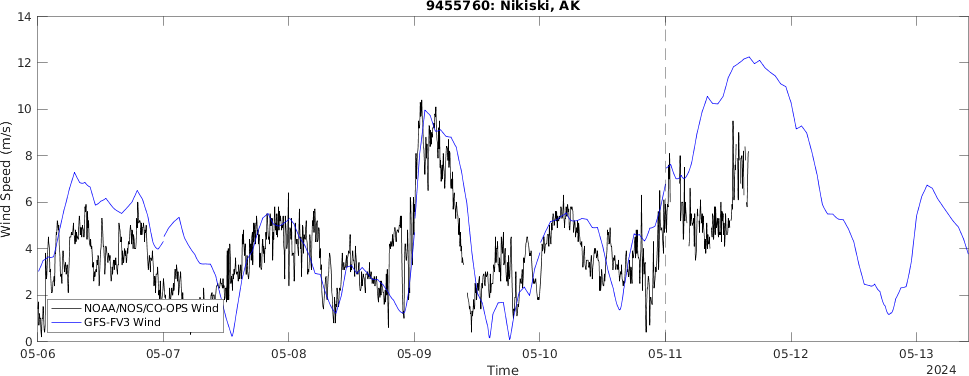 9455760: Nikiski, AK
Wind Speed (m/s)
14
12
10
8
6
4
2
0
NOAA/NOS/CO-OPS Wind
GFS-FV3 Wind
05-06 05-07 05-08 05-09 05-10 05-11 05-12 05-13
Time
2024